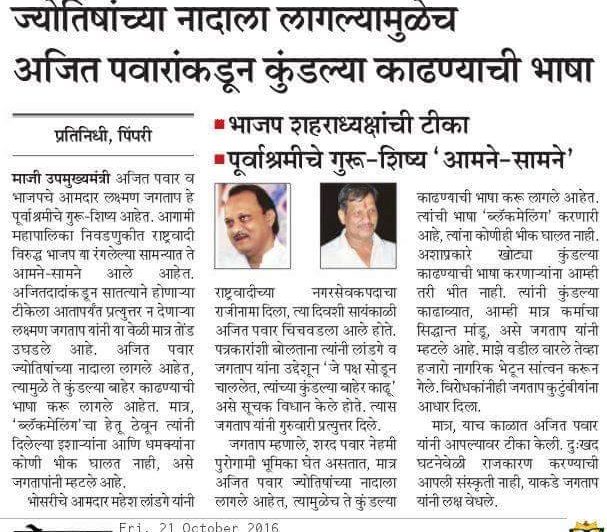 ज्योतिषांच्या नादाला लागल्यामुळेच
अजित पवारांकडून कुंडल्या काढण्याची भाषा
प्रतिनिधी, पिंपरी
माजी उपमुख्यमंत्री अजित पवार व
भाजपचे आमदार लक्ष्मण जगताप हे
पूर्वाश्रमीचे गुरू-शिष्य आहेत. आगामी
महापालिका निवडणुकीत राष्ट्रवादी
विरुद्ध भाजप या रंगलेल्या सामन्यात ते
आमने-सामने आले आहेत.
अजितदादांकडून सातत्याने होणाऱ्या
टीकेला आतापर्यंत प्रत्युत्तर न देणाऱ्या
लक्ष्मण जगताप यांनी या वेळी मात्र तोंड
उघडले आहे. अजित पवार
ज्योतिषांच्या नादाला लागले आहेत,
त्यामुळे ते कुंडल्या बाहेर काढण्याची
भाषा करू लागले आहेत. मात्र,
'ब्लॅकमेलिंग'चा हेतू ठेवून त्यांनी
दिलेल्या इशाऱ्यांना आणि धमक्यांना
कोणी भीक घालत नाही, असे
जगतापांनी म्हटले आहे.
भोसरीचे आमदार महेश लांडगे यांनी
▪भाजप शहराध्यक्षांची टीका
▪पूर्वाश्रमीचे गुरू-शिष्य 'आमने-सामने'
राष्ट्रवादीच्या नगरसेवकपदाचा
राजीनामा दिला, त्या दिवशी सायंकाळी
अजित पवार चिंचवडला आले होते.
पत्रकारांशी बोलताना त्यांनी लांडगे व
जगताप यांना उद्देशून 'जे पक्ष सोडून
चाललेत, त्यांच्या कुंडल्या बाहेर काढू'
असे सूचक विधान केले होते. त्यास
जगताप यांनी गुरुवारी प्रत्युत्तर दिले.
जगताप म्हणाले, शरद पवार नेहमी
पुरोगामी भूमिका घेत असतात, मात्र
अजित पवार ज्योतिषांच्या नादाला
लागले आहेत, त्यामुळेच ते कुंडल्या
काढण्याची भाषा करू लागले आहेत.
त्यांची भाषा 'ब्लॅकमेलिंग' करणारी
आहे, त्यांना कोणीही भीक घालत नाही.
अशाप्रकारे खोट्या कुंडल्या
काढण्याची भाषा करणाऱ्यांना आम्ही
तरी भीत नाही. त्यांनी कुंडल्या
काढाव्यात, आम्ही मात्र कर्माचा
सिद्धान्त मांडू, असे जगताप यांनी
म्हटले आहे. माझे वडील वारले तेव्हा
हजारो नागरिक भेटून सांत्वन करून
गेले. विरोधकांनीही जगताप कुटुंबीयांना
आधार दिला.
मात्र, याच काळात अजित पवार
यांनी आपल्यावर टीका केली. दुःखद
घटनेवेळी राजकारण करण्याची
आपली संस्कृती नाही, याकडे जगताप
यांनी लक्ष वेधले.
Fri, 21 October 2016